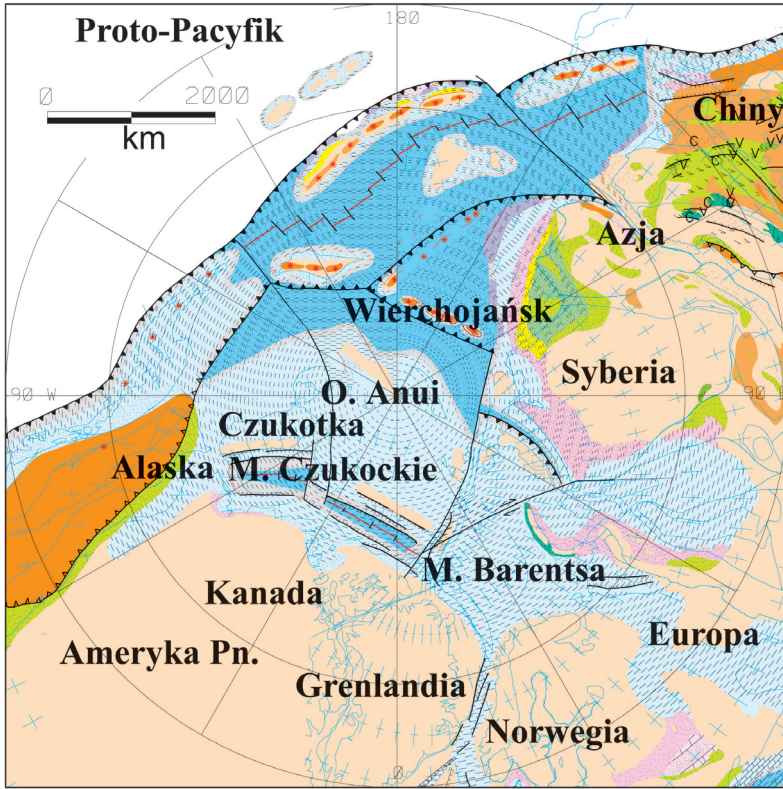 180
Proto-Pacyfik
0 2000
km
Chiny
c v vv
c v
v
c v
c
Azja
Wierchojańsk
Syberia
90 W
90
O. Anui
Czukotka
Alaska
M. Czukockie
M. Barentsa
Kanada
Europa
Ameryka Pn.
Grenlandia
Norwegia
0